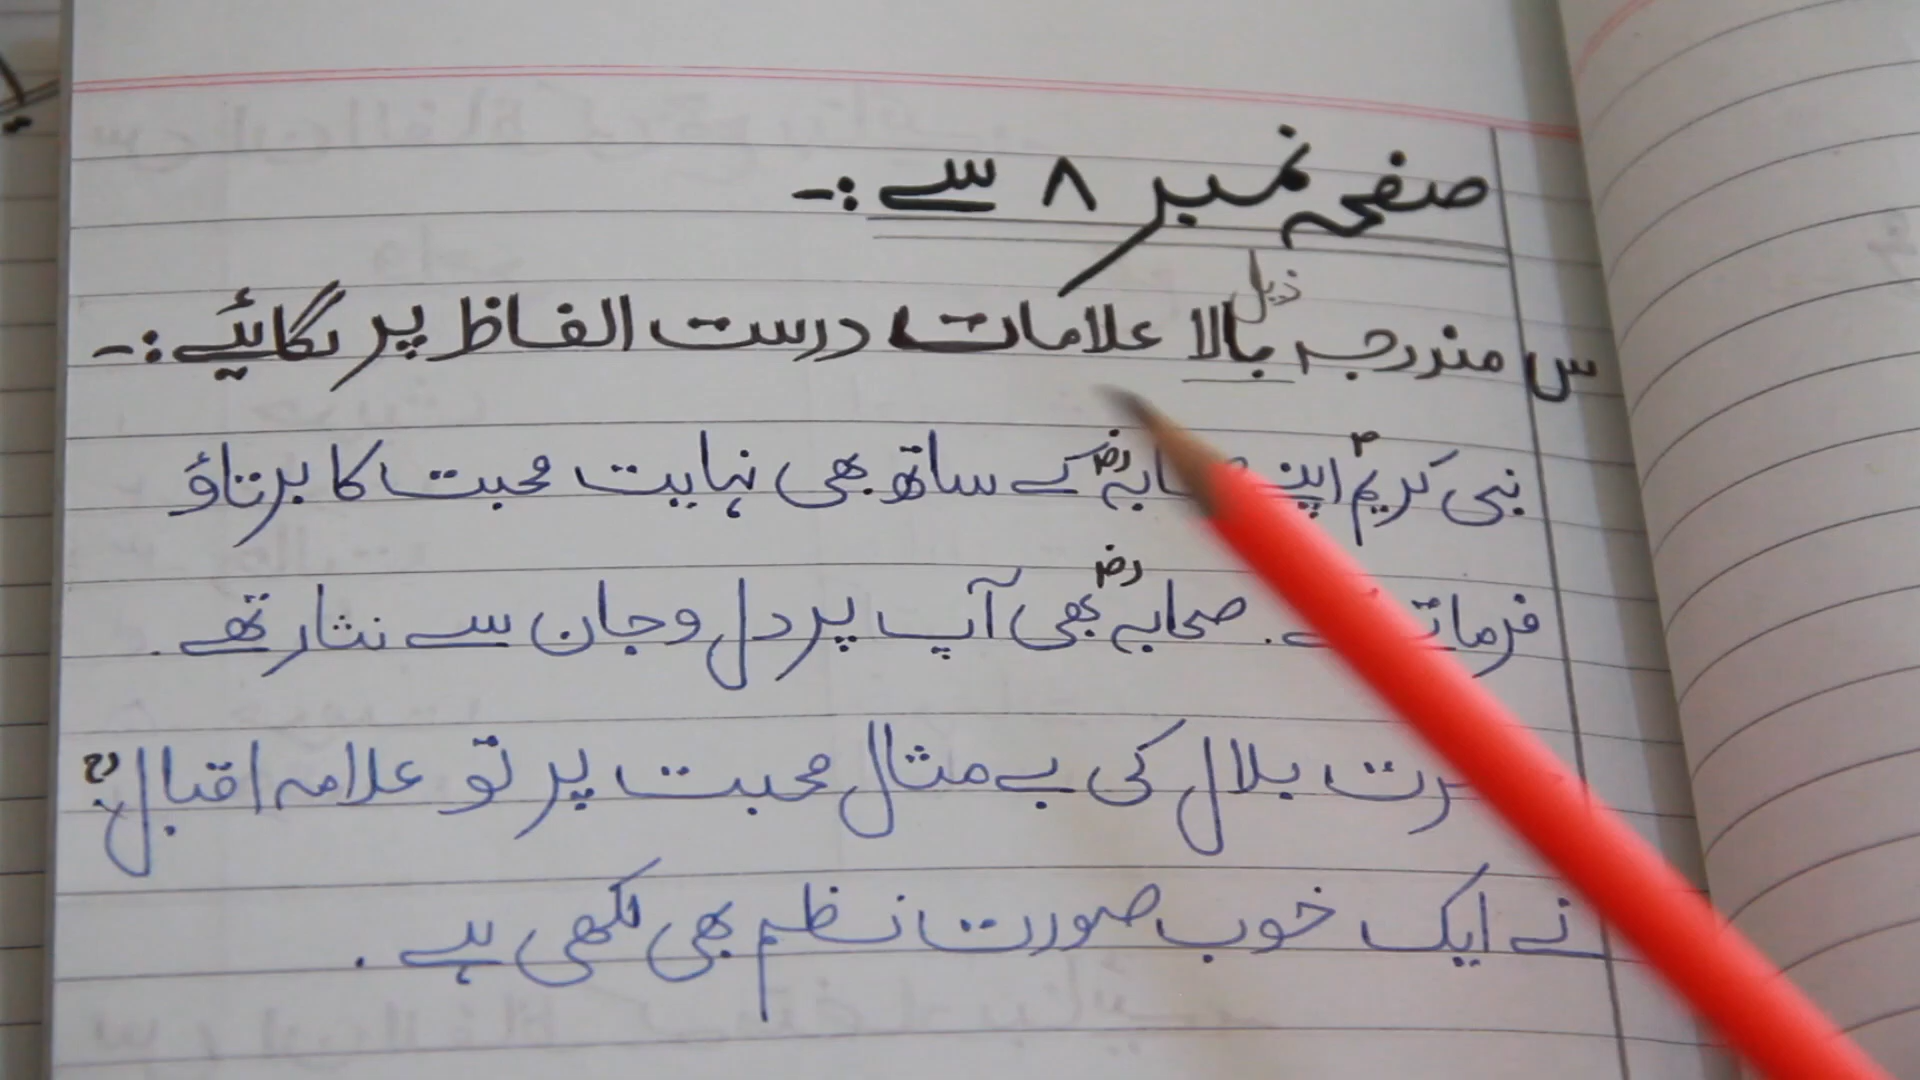 صفحہ نمبر ۸ سے :-
ذیل
س مندرجہ بالا علامات درست الفاظ پر لگائیے :-
نبی کریمؐ اپنے کے ساتھ بھی نہایت محبت کا برتاؤ
صحابہؓ بھی آپ پر دل و جان سے نثار تھے .
بلال کی بے مثال محبت پر تو علامہ اقبالؒ
نے ایک خوب صورت نظم بھی لکھی ہے .